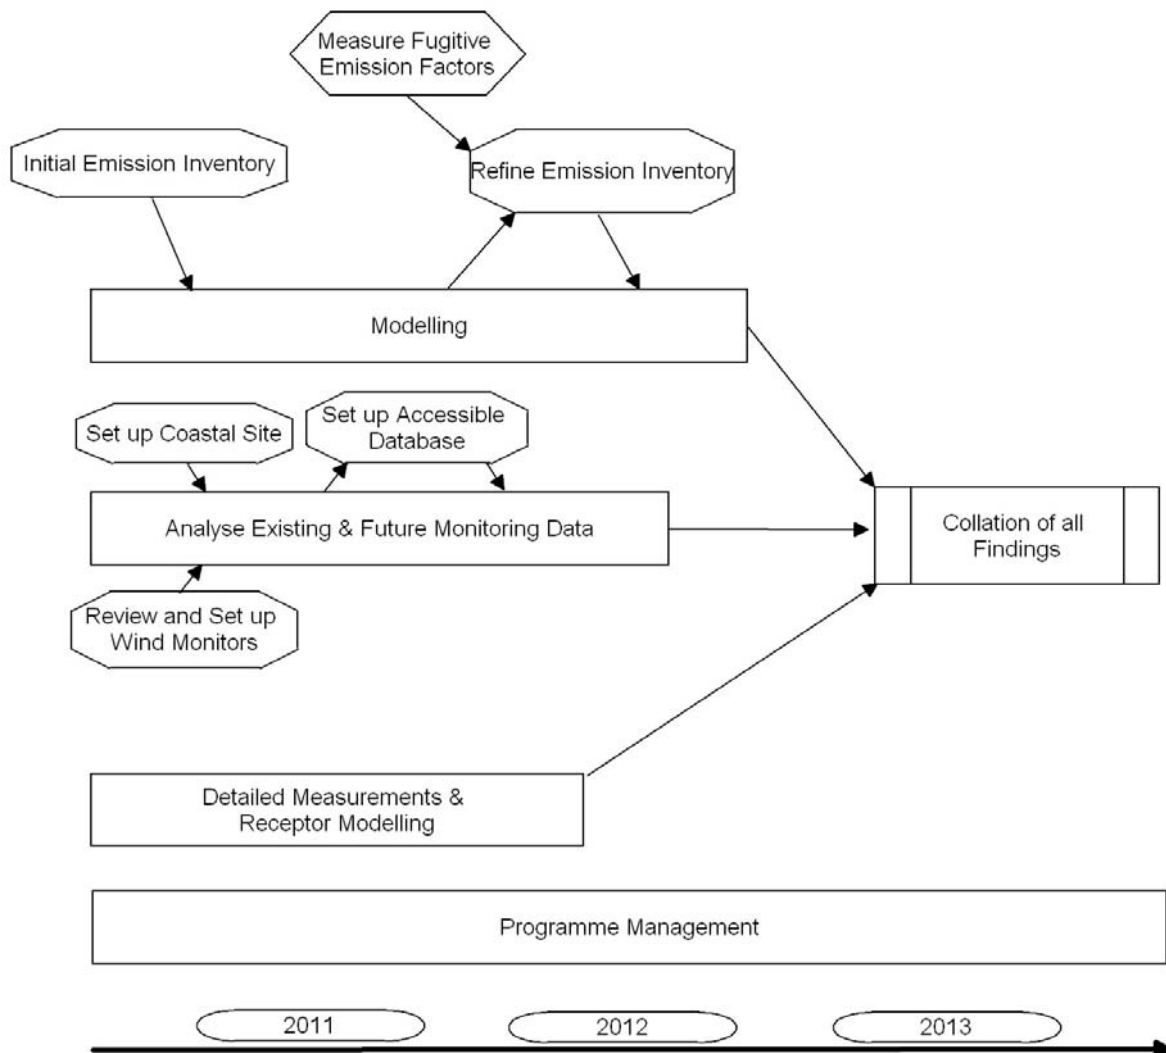 Measure Fugitive
Emission Factors
Initial Emission Inventory
Refine Emission Inventory
Modelling
Set up Coastal Site
Set up Accessible
Database
Analyse Existing & Future Monitoring Data
Collation of all
Findings
Review and Set up
Wind Monitors
Detailed Measurements &
Receptor Modelling
Programme Management
2011
2012
2013